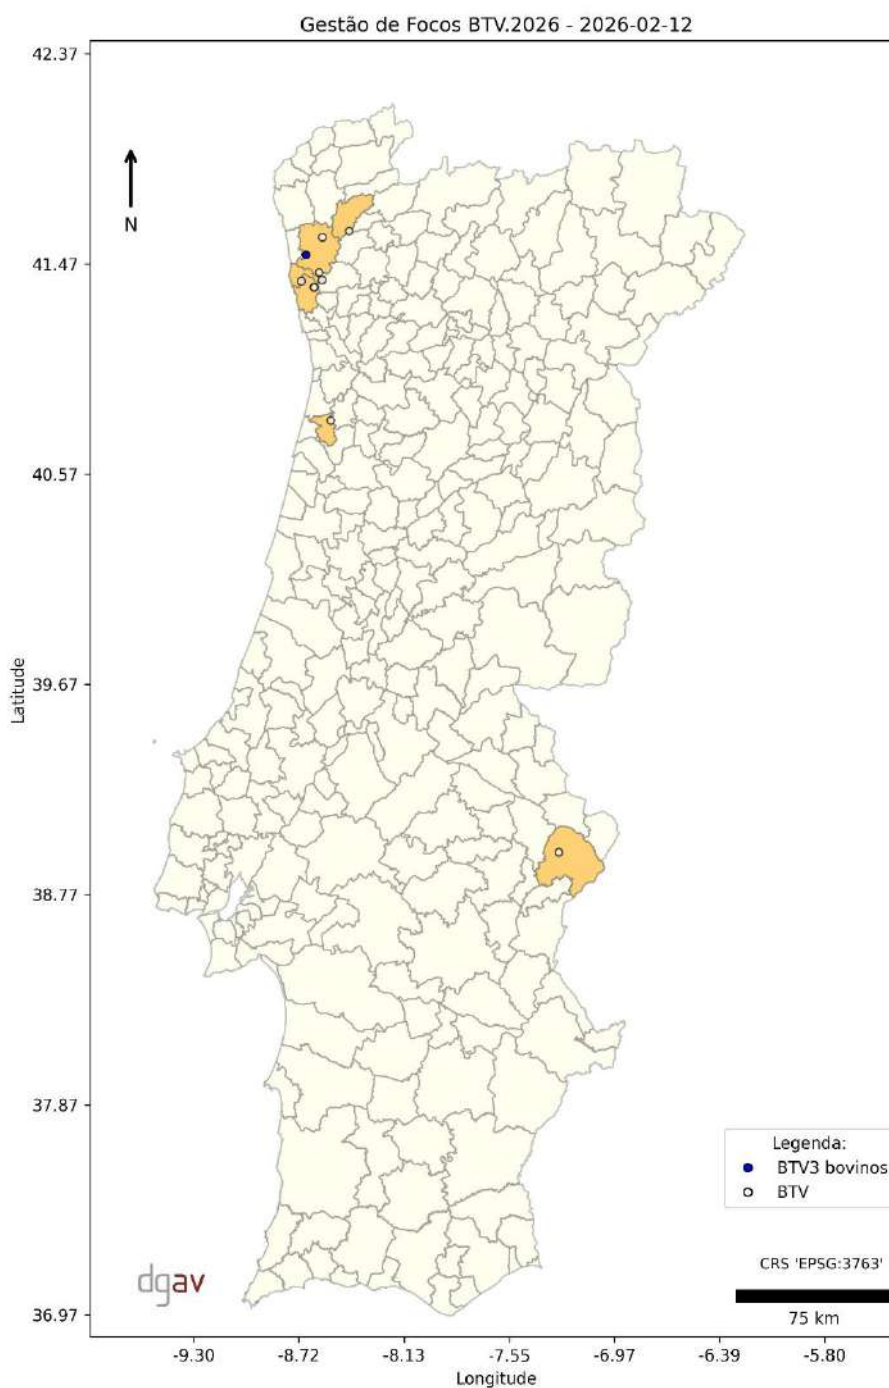 Gestão de Focos BTV.2026 - 2026-02-12
42.37
41.47
40.57
39.67
38.77
37.87
36.97
Latitude
N
Legenda:
BTV3 bovinos
BTV
CRS 'EPSG:3763'
75 km
dgav
-9.30
-8.72
-8.13
-7.55
-6.97
-6.39
-5.80
Longitude